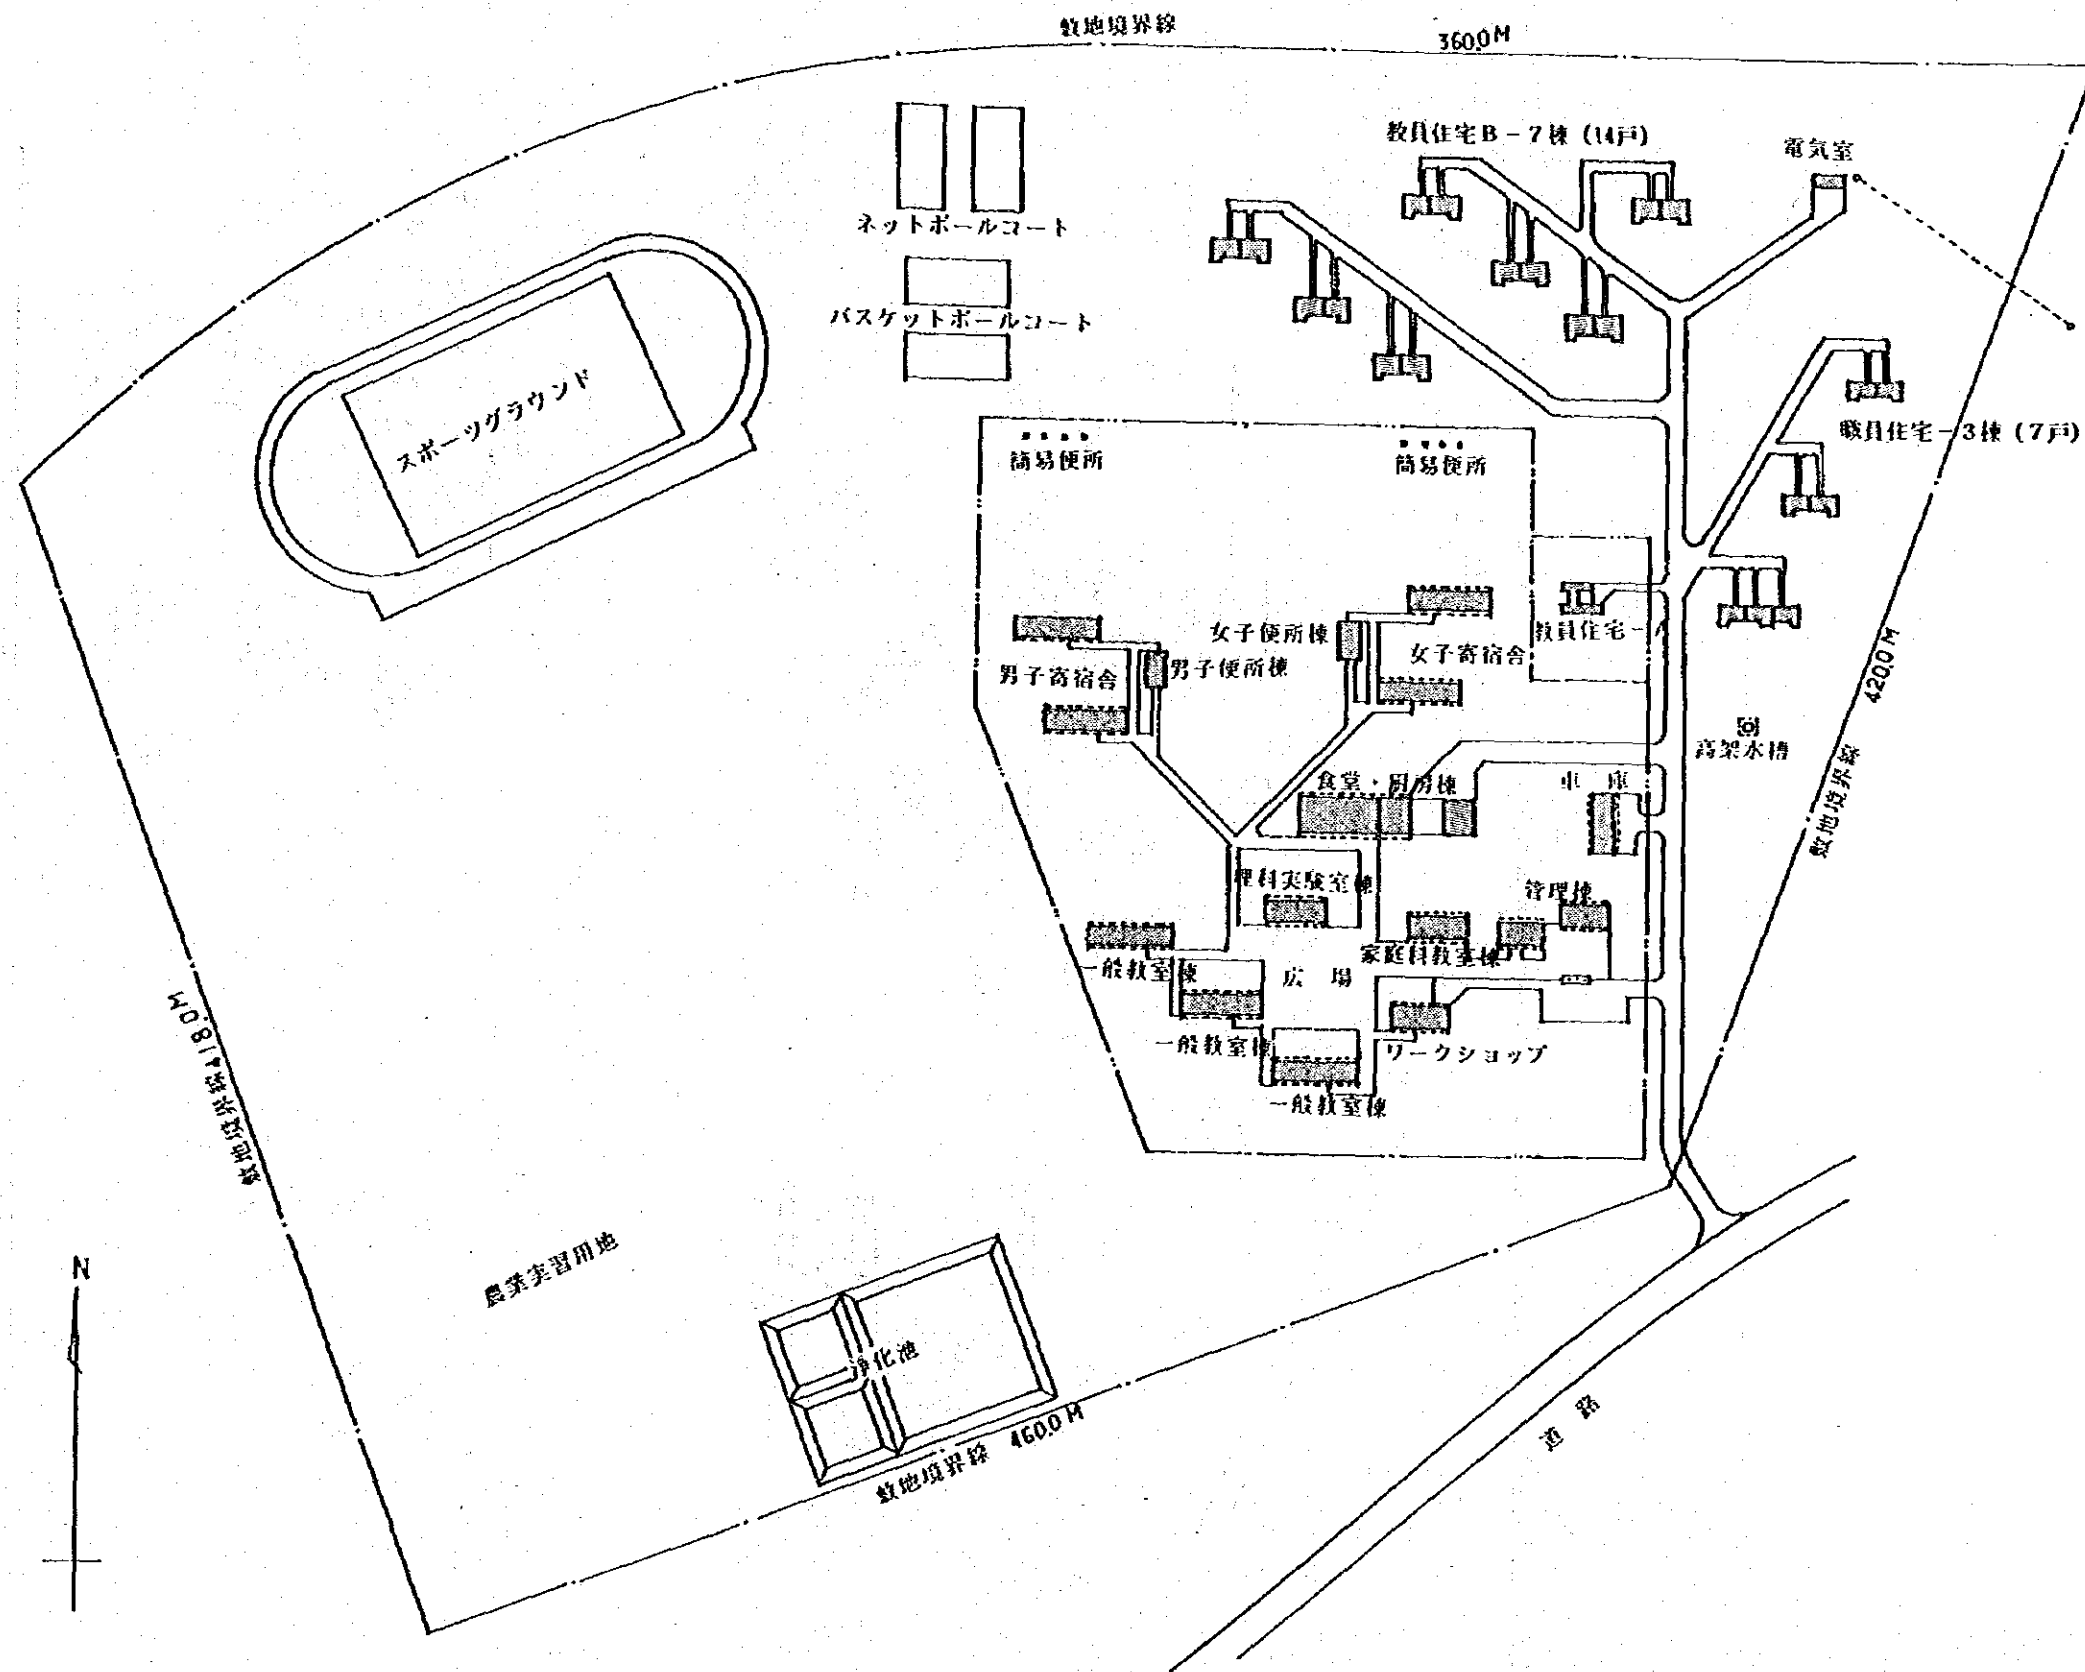 敷地境界線 360.0M
教員住宅B-7棟 (14戸)
電気室
ネットボールコート
バスケットボールコート
スポーツグラウンド
職員住宅-3棟 (7戸)
簡易便所
簡易便所
女子便所棟
教員住宅-A
女子寄宿舎
男子便所棟
男子寄宿舎
420.0M
敷地境界線
高架水槽
食堂・厨房棟
車 庫
理科実験室棟
管理棟
家庭科教室棟
一般教室棟
広 場
一般教室棟
ワークショップ
一般教室棟
敷地境界線 418.0M
農業実習用地
N
浄化池
敷地境界線 460.0M
道 路